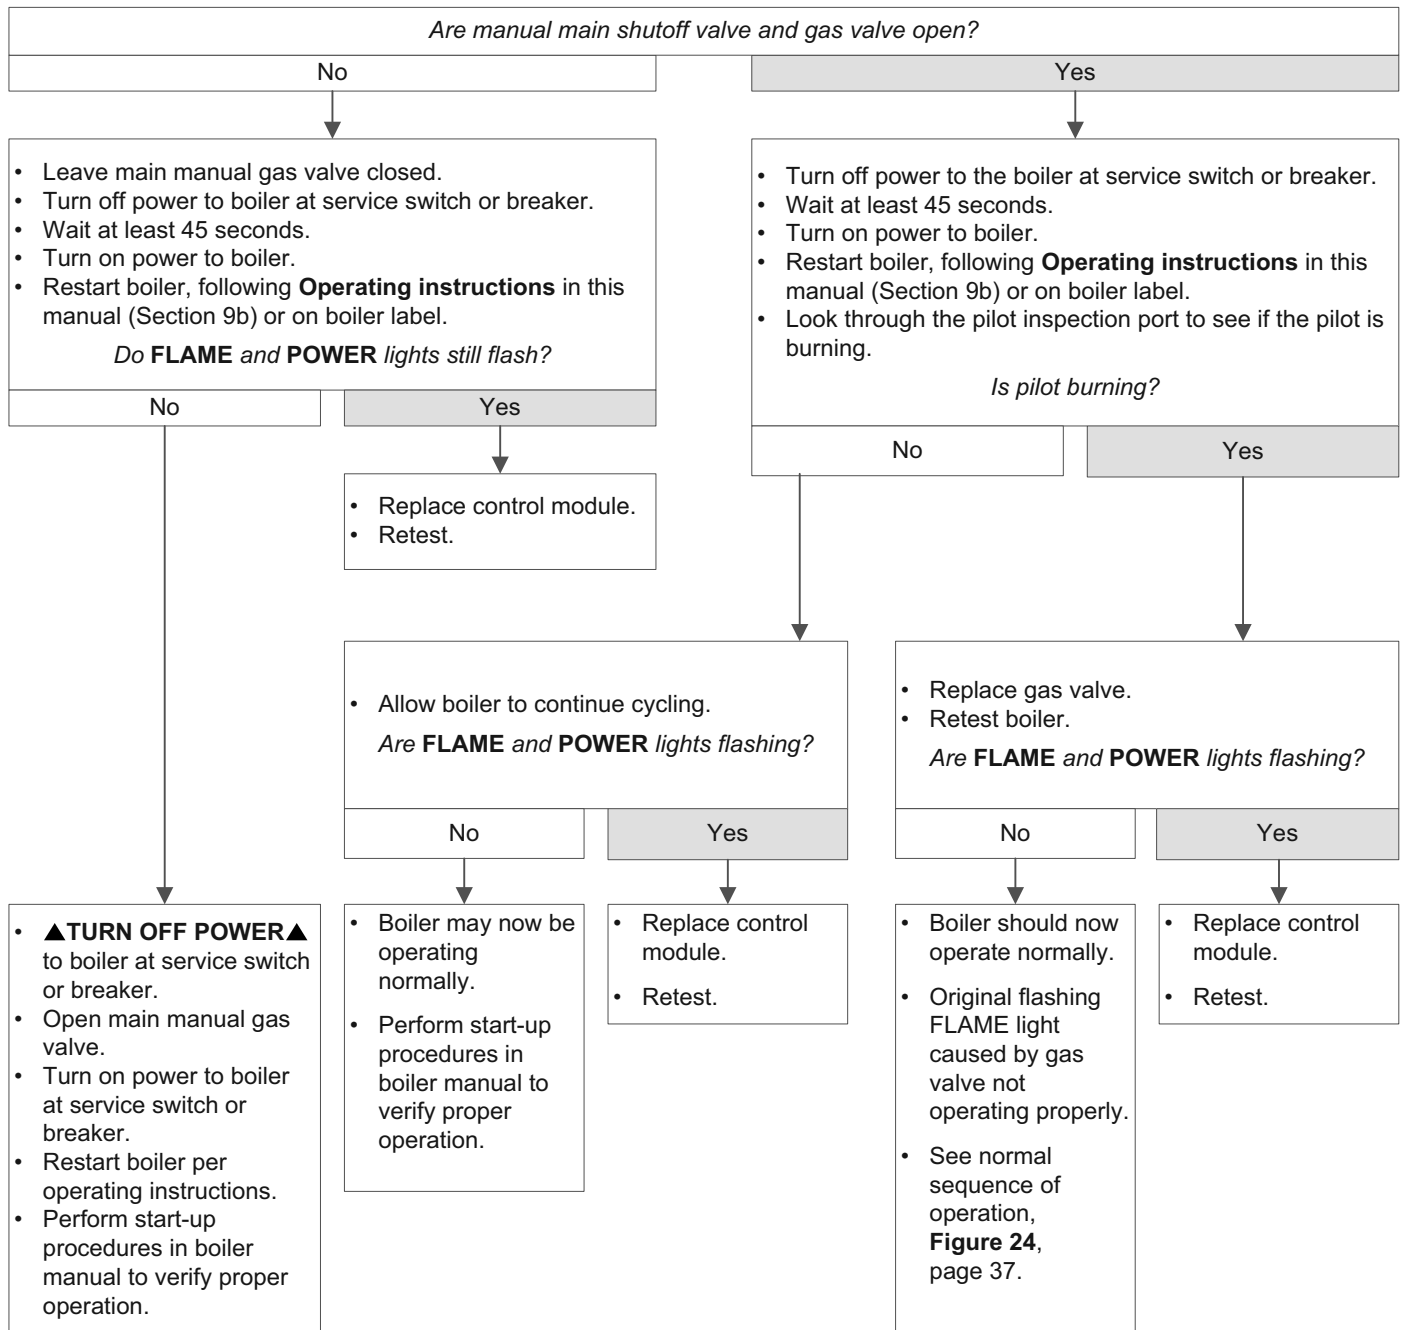 Are manual main shutoff valve and gas valve open?
No
Yes
• Leave main manual gas valve closed.
• Turn off power to boiler at service switch or breaker.
• Wait at least 45 seconds.
• Turn on power to boiler.
• Restart boiler, following Operating instructions in this
manual (Section 9b) or on boiler label.
Do FLAME and POWER lights still flash?
No
Yes
• Turn off power to the boiler at service switch or breaker.
• Wait at least 45 seconds.
• Turn on power to boiler.
• Restart boiler, following Operating instructions in this
manual (Section 9b) or on boiler label.
• Look through the pilot inspection port to see if the pilot is
burning.
Is pilot burning?
No
Yes
• Replace control module.
• Retest.
• Allow boiler to continue cycling.
Are FLAME and POWER lights flashing?
No
Yes
• Replace gas valve.
• Retest boiler.
Are FLAME and POWER lights flashing?
No
Yes
• ▲TURN OFF POWER▲
to boiler at service switch
or breaker.
• Open main manual gas
valve.
• Turn on power to boiler
at service switch or
breaker.
• Restart boiler per
operating instructions.
• Perform start-up
procedures in boiler
manual to verify proper
operation.
• Boiler may now be
operating
normally.
• Perform start-up
procedures in
boiler manual to
verify proper
operation.
• Replace control
module.
• Retest.
• Boiler should now
operate normally.
• Original flashing
FLAME light
caused by gas
valve not
operating properly.
• See normal
sequence of
operation,
Figure 24,
page 37.
• Replace control
module.
• Retest.